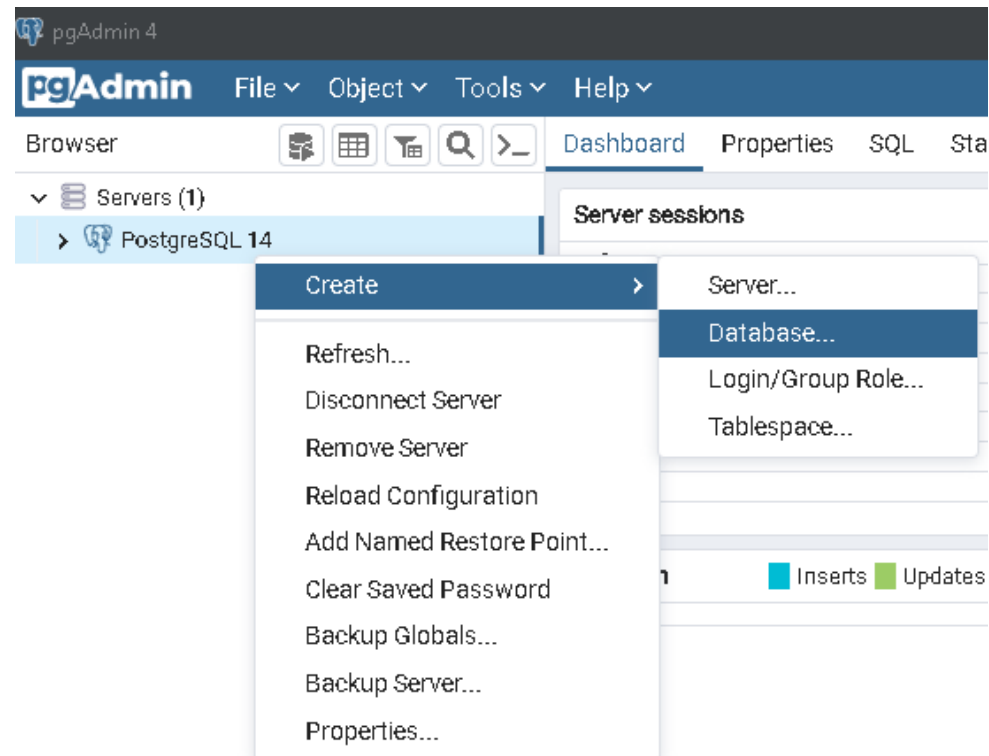 pgAdmin 4
pgAdmin File Object Tools Help
Browser
Dashboard Properties SQL Sta
Servers (1)
PostgreSQL 14
Server sessions
Create
Refresh...
Disconnect Server
Remove Server
Reload Configuration
Add Named Restore Point...
Clear Saved Password
Backup Globals...
Backup Server...
Properties...
Server...
Database...
Login/Group Role...
Tablespace...
Inserts Updates